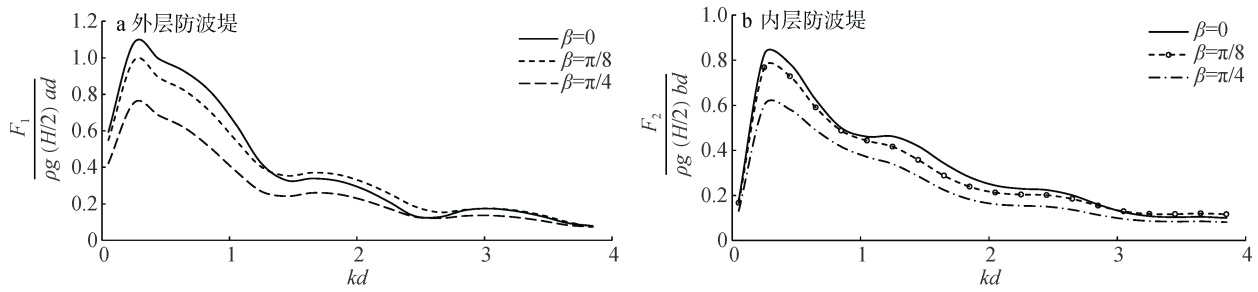 a 外层防波堤
β=0
β=π/8
β=π/4
F₁
ρg (H/2) ad
1.2
1.0
0.8
0.6
0.4
0.2
0
0 1 2 3 4
kd
b 内层防波堤
β=0
β=π/8
β=π/4
F₂
ρg (H/2) bd
1.0
0.8
0.6
0.4
0.2
0
0 1 2 3 4
kd